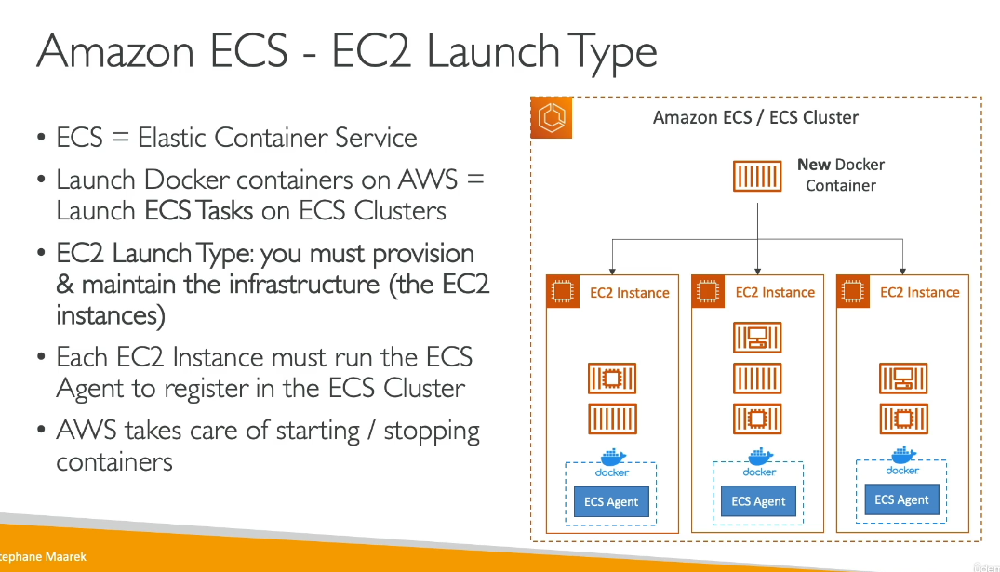 Amazon ECS - EC2 Launch Type
• ECS = Elastic Container Service
• Launch Docker containers on AWS =
Launch ECS Tasks on ECS Clusters
• EC2 Launch Type: you must provision
& maintain the infrastructure (the EC2
instances)
• Each EC2 Instance must run the ECS
Agent to register in the ECS Cluster
• AWS takes care of starting / stopping
containers
Amazon ECS / ECS Cluster
New Docker
Container
EC2 Instance
EC2 Instance
EC2 Instance
docker
docker
docker
ECS Agent
ECS Agent
ECS Agent
tephane Maarek